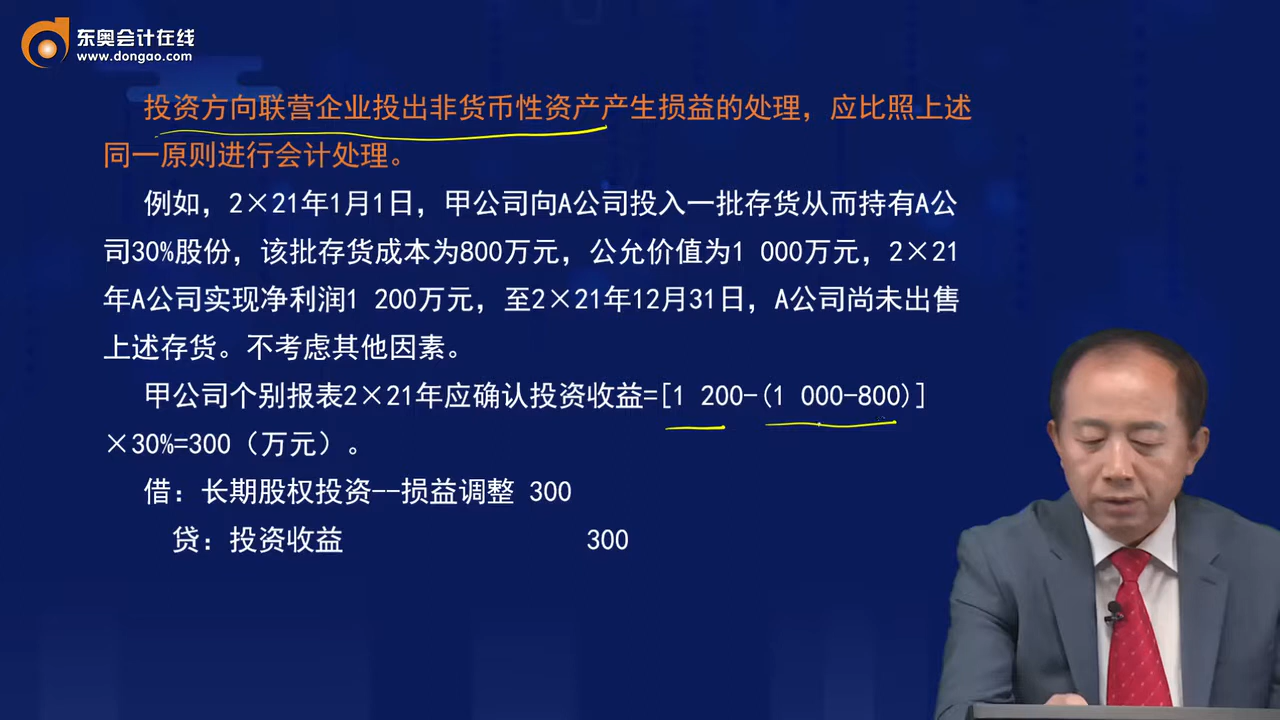 东奥会计在线
www.dongao.com
投资方向联营企业投出非货币性资产产生损益的处理，应比照上述
同一原则进行会计处理。
例如，2×21年1月1日，甲公司向A公司投入一批存货从而持有A公
司30%股份，该批存货成本为800万元，公允价值为1 000万元，2×21
年A公司实现净利润1 200万元，至2×21年12月31日，A公司尚未出售
上述存货。不考虑其他因素。
甲公司个别报表2×21年应确认投资收益=[1 200-(1 000-800)]
×30%=300（万元）。
借：长期股权投资--损益调整 300
贷：投资收益 300